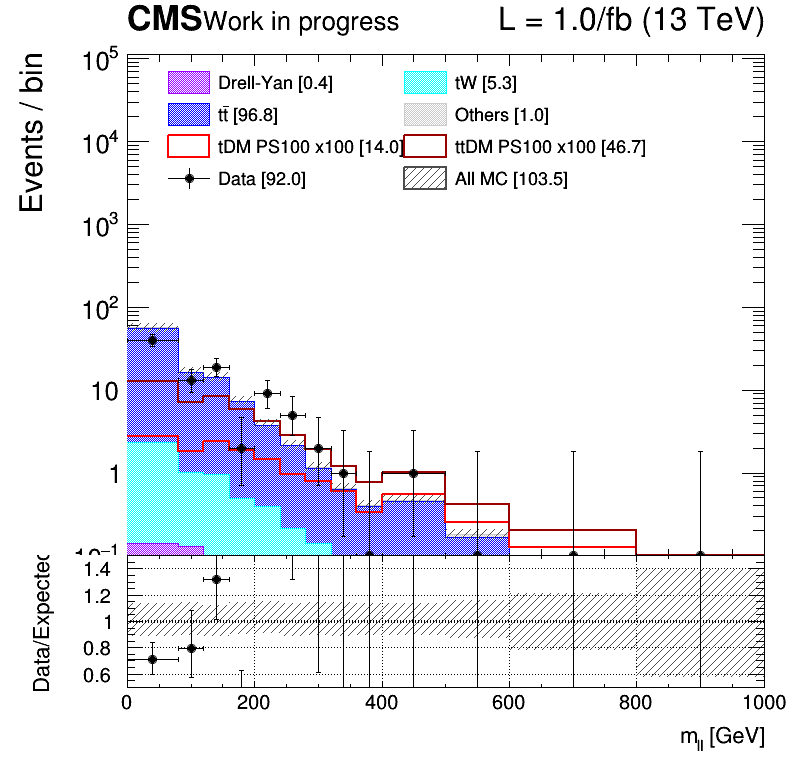 CMS Work in progress L = 1.0/fb (13 TeV)
Events / bin
10⁵
10⁴
10³
10²
10
1
10⁻¹
Drell-Yan [0.4] tW [5.3]
tt̄ [96.8] Others [1.0]
tDM PS100 x100 [14.0] ttDM PS100 x100 [46.7]
Data [92.0] All MC [103.5]
Data/Expected
1.4
1.2
1
0.8
0.6
0 200 400 600 800 1000
m_ll [GeV]